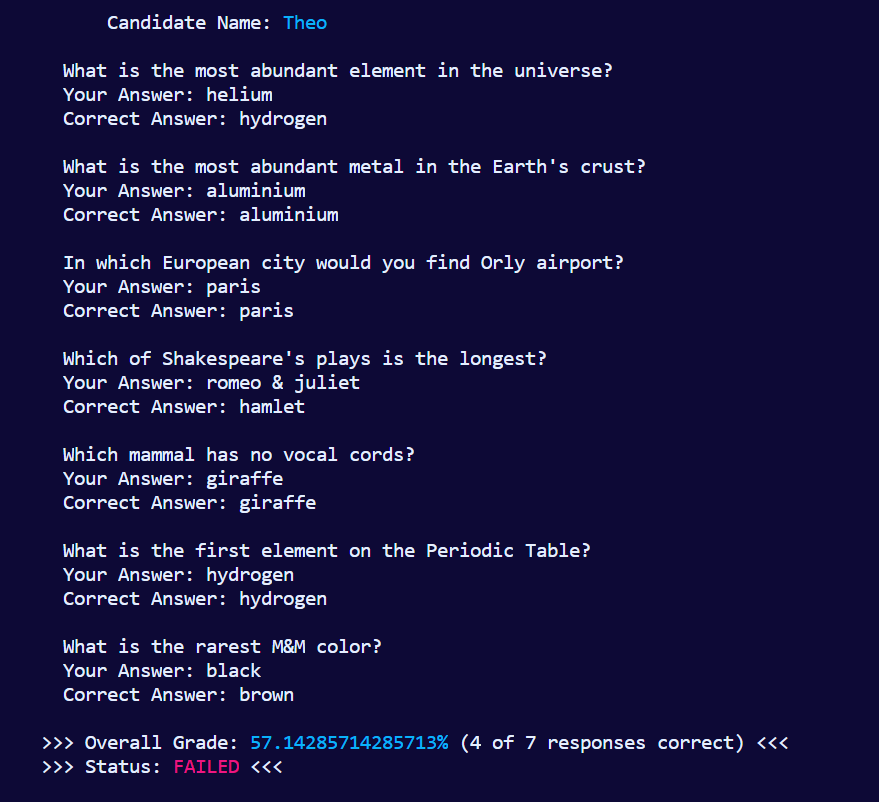 Candidate Name: Theo
What is the most abundant element in the universe?
Your Answer: helium
Correct Answer: hydrogen
What is the most abundant metal in the Earth's crust?
Your Answer: aluminium
Correct Answer: aluminium
In which European city would you find Orly airport?
Your Answer: paris
Correct Answer: paris
Which of Shakespeare's plays is the longest?
Your Answer: romeo & juliet
Correct Answer: hamlet
Which mammal has no vocal cords?
Your Answer: giraffe
Correct Answer: giraffe
What is the first element on the Periodic Table?
Your Answer: hydrogen
Correct Answer: hydrogen
What is the rarest M&M color?
Your Answer: black
Correct Answer: brown
>>> Overall Grade: 57.14285714285713% (4 of 7 responses correct) <<<
>>> Status: FAILED <<<